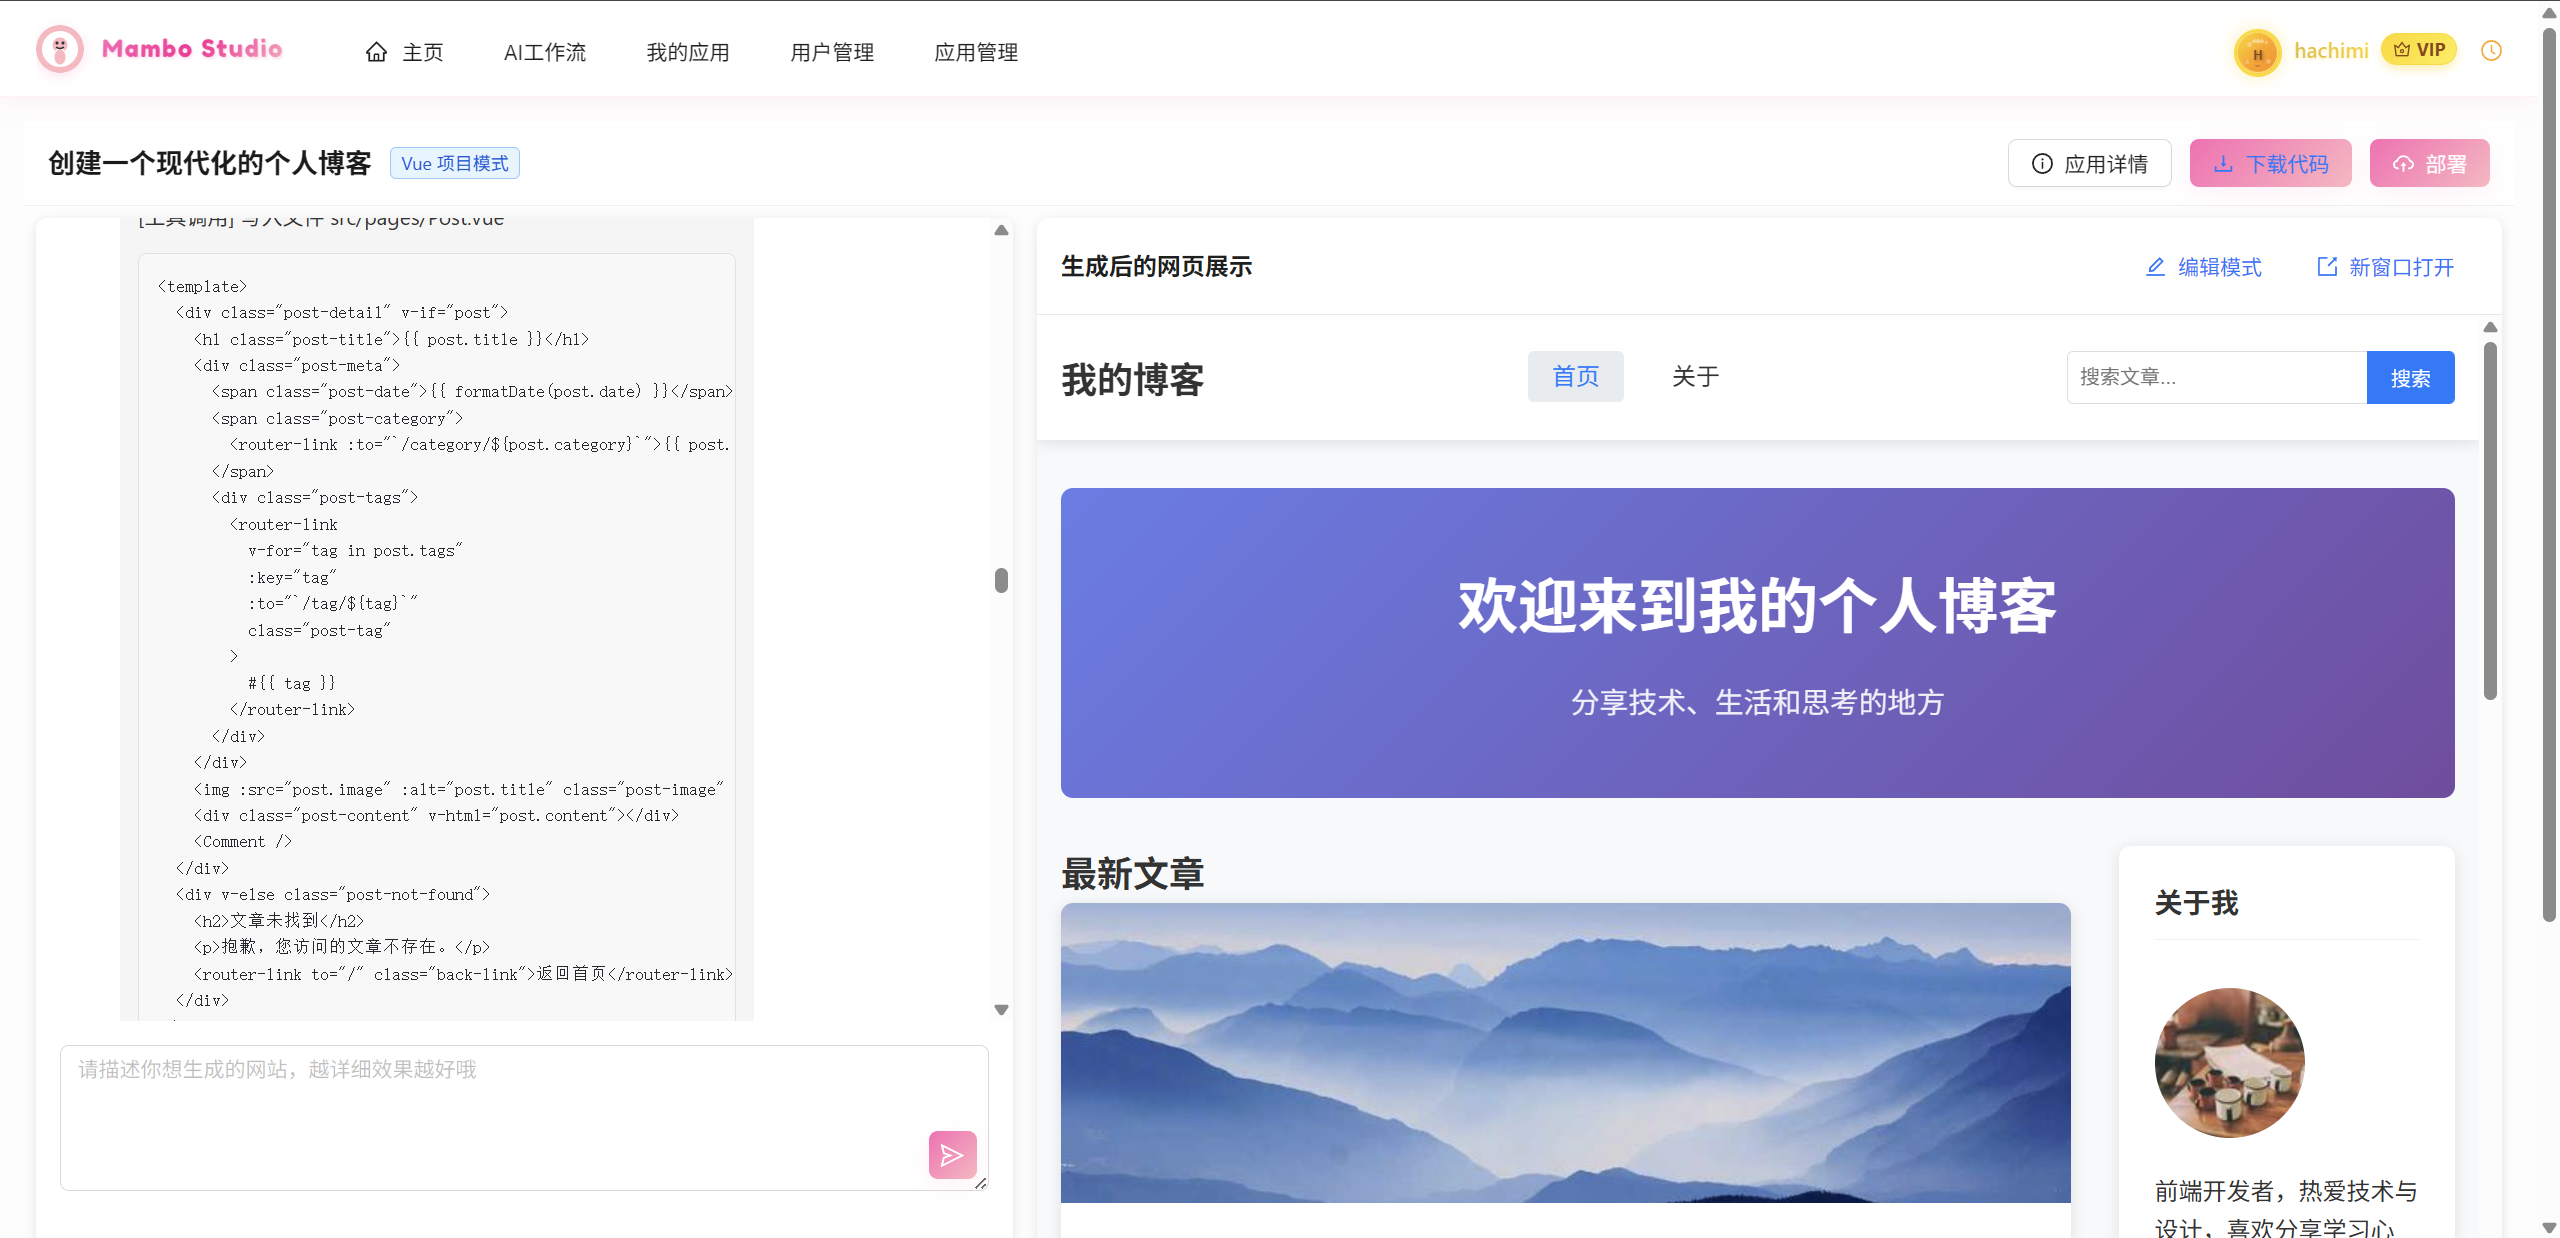 Mambo Studio
主页
AI工作流
我的应用
用户管理
应用管理
H
hachimi
VIP
创建一个现代化的个人博客
Vue 项目模式
应用详情
下载代码
部署
[工具调用] 写入文件 src/pages/Post.vue
<template>
<div class="post-detail" v-if="post">
<h1 class="post-title">{{ post.title }}</h1>
<div class="post-meta">
<span class="post-date">{{ formatDate(post.date) }}</span>
<span class="post-category">
<router-link :to="`/category/${post.category}`">{{ post.
</span>
<div class="post-tags">
<router-link
v-for="tag in post.tags"
:key="tag"
:to="`/tag/${tag}`"
class="post-tag"
>
#{{ tag }}
</router-link>
</div>
</div>
<img :src="post.image" :alt="post.title" class="post-image"
<div class="post-content" v-html="post.content"></div>
<Comment />
</div>
<div v-else class="post-not-found">
<h2>文章未找到</h2>
<p>抱歉，您访问的文章不存在。</p>
<router-link to="/" class="back-link">返回首页</router-link>
</div>
请描述你想生成的网站，越详细效果越好哦
生成后的网页展示
编辑模式
新窗口打开
我的博客
首页
关于
搜索文章...
搜索
欢迎来到我的个人博客
分享技术、生活和思考的地方
最新文章
关于我
前端开发者，热爱技术与
设计，喜欢分享学习心